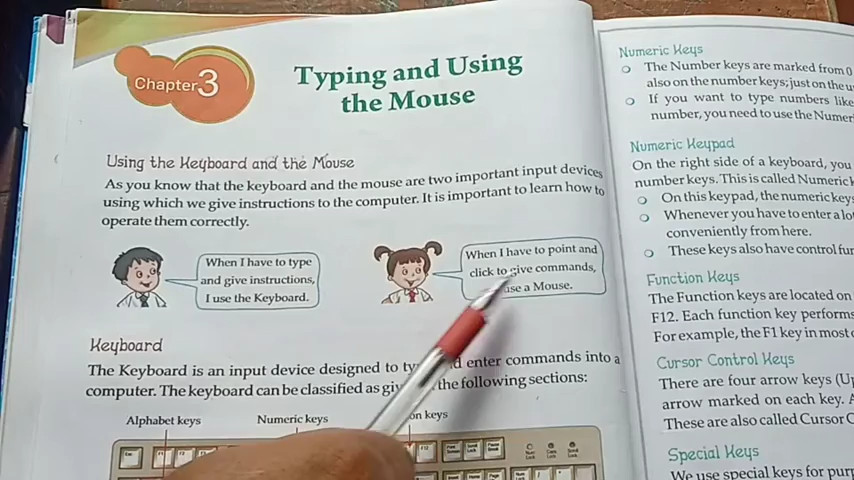 Chapter 3
Typing and Using
the Mouse
Using the Keyboard and the Mouse
As you know that the keyboard and the mouse are two important input devices
using which we give instructions to the computer. It is important to learn how to
operate them correctly.
When I have to type
and give instructions,
I use the Keyboard.
When I have to point and
click to give commands,
use a Mouse.
Keyboard
The Keyboard is an input device designed to enter commands into a
computer. The keyboard can be classified as the following sections:
Alphabet keys
Numeric keys
keys
Numeric Keys
The Number keys are marked from 0
also on the number keys; just on the
If you want to type numbers like
number, you need to use the
Numeric Keypad
On the right side of a keyboard, you
number keys. This is called Numeric
On this keypad, the numeric keys
Whenever you have to enter a
conveniently from here.
These keys also have control
Function Keys
The Function keys are located on
F12. Each function key performs
For example, the F1 key in most
Cursor Control Keys
There are four arrow keys
arrow marked on each key.
These are also called Cursor
Special Keys
We use special keys for